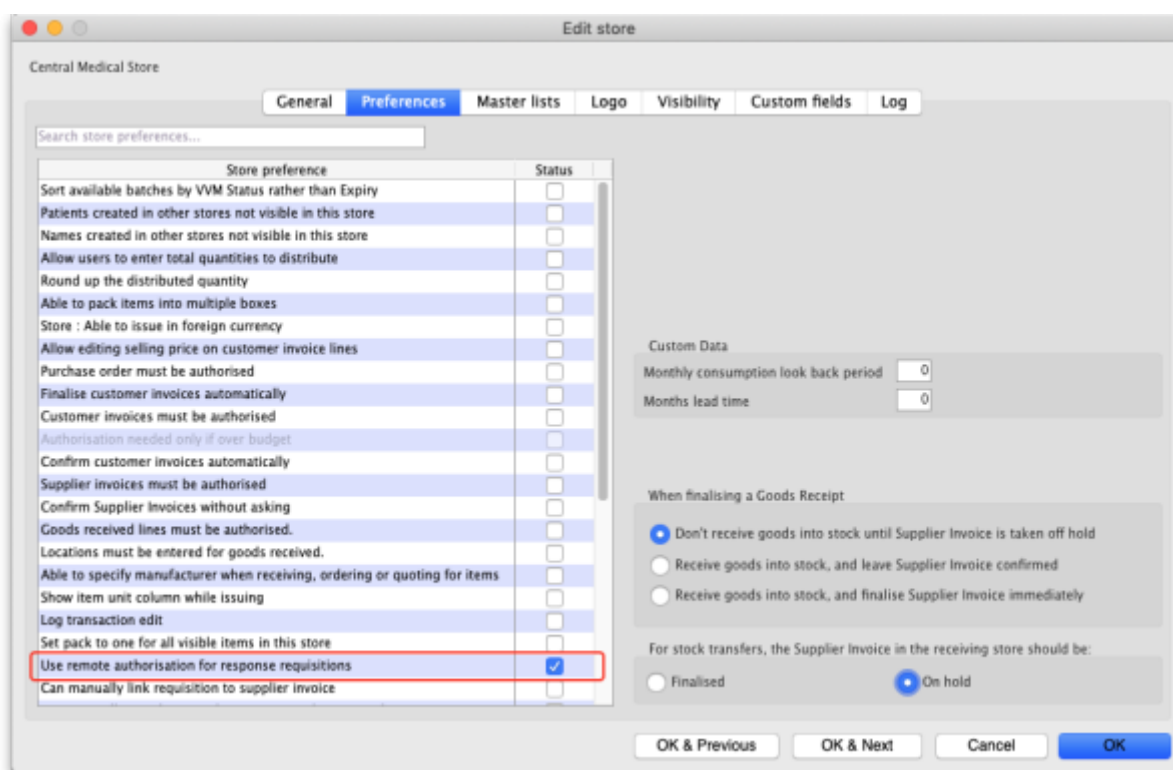 Edit store
Central Medical Store
General Preferences Master lists Logo Visibility Custom fields Log
Search store preferences...
Store preference Status
Sort available batches by VVM Status rather than Expiry
Patients created in other stores not visible in this store
Names created in other stores not visible in this store
Allow users to enter total quantities to distribute
Round up the distributed quantity
Able to pack items into multiple boxes
Store : Able to issue in foreign currency
Allow editing selling price on customer invoice lines
Purchase order must be authorised
Finalise customer invoices automatically
Customer invoices must be authorised
Authorisation needed only if over budget
Confirm customer invoices automatically
Supplier invoices must be authorised
Confirm Supplier Invoices without asking
Goods received lines must be authorised.
Locations must be entered for goods received.
Able to specify manufacturer when receiving, ordering or quoting for items
Show item unit column while issuing
Log transaction edit
Set pack to one for all visible items in this store
Use remote authorisation for response requisitions
Can manually link requisition to supplier invoice
Custom Data
Monthly consumption look back period 0
Months lead time 0
When finalising a Goods Receipt
Don't receive goods into stock until Supplier Invoice is taken off hold
Receive goods into stock, and leave Supplier Invoice confirmed
Receive goods into stock, and finalise Supplier Invoice immediately
For stock transfers, the Supplier Invoice in the receiving store should be:
Finalised On hold
OK & Previous OK & Next Cancel OK